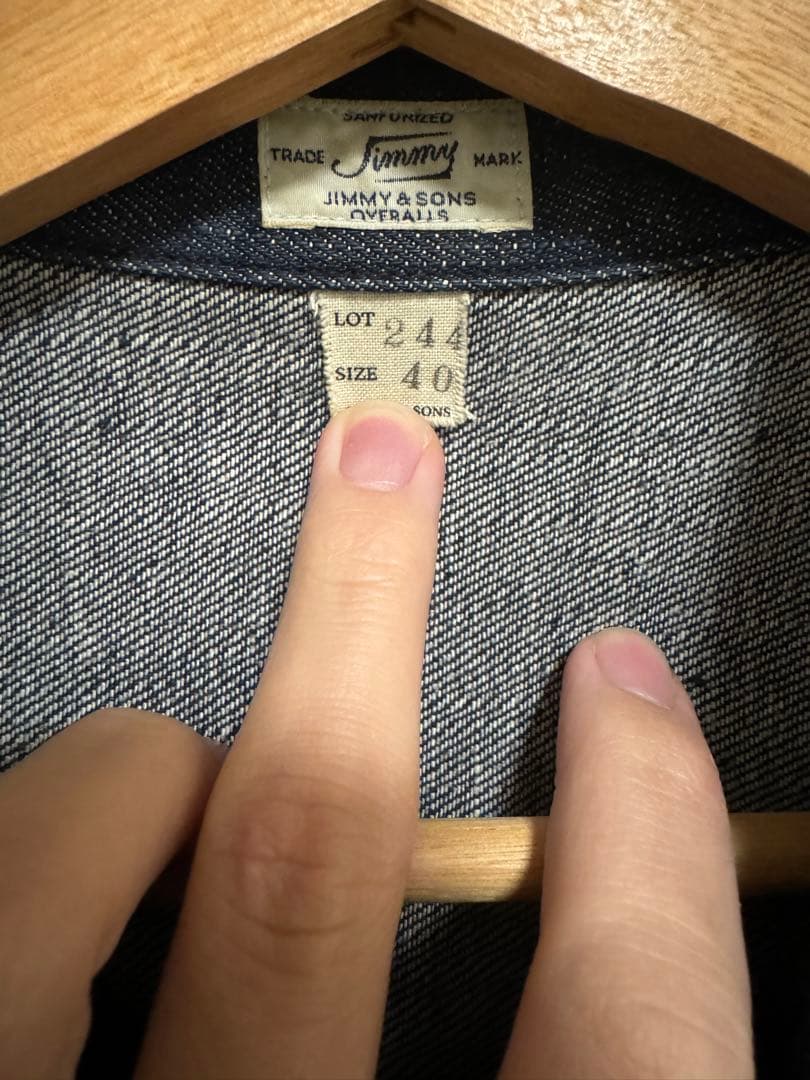 SANFORIZED
TRADE Jimmy MARK
JIMMY & SONS
OVERALLS
LOT 244
SIZE 40
SONS